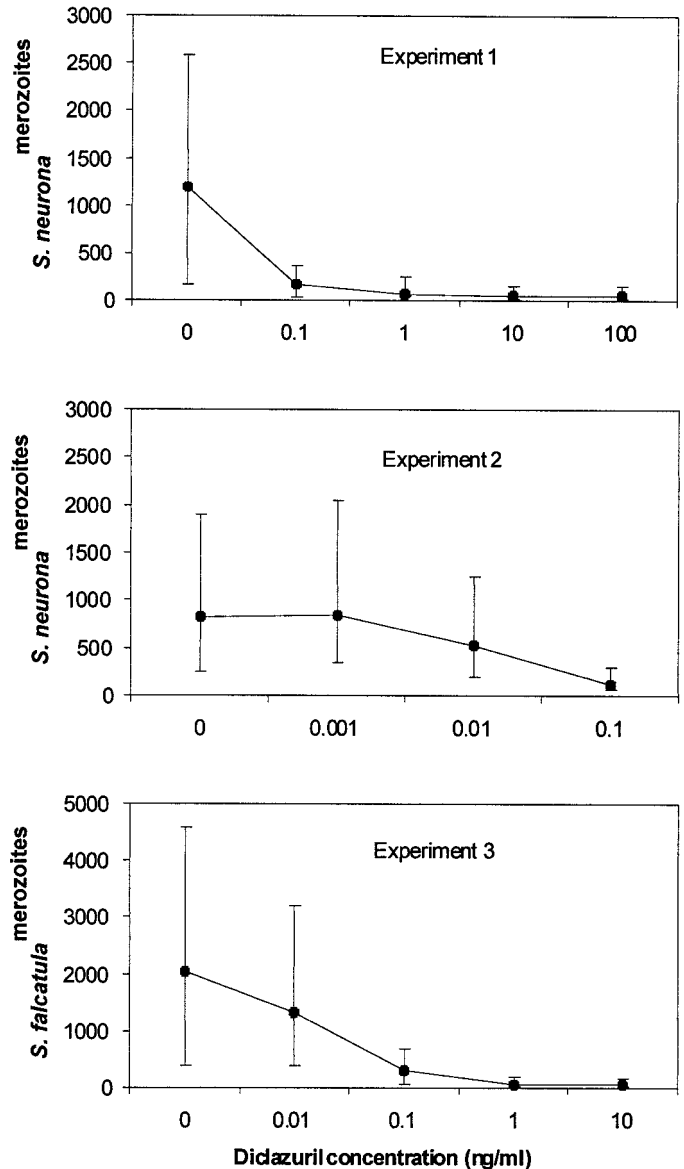 3000
Experiment 1
2500
2000
1500
1000
500
0
S. neurona merozoites
0 0.1 1 10 100
3000
Experiment 2
2500
2000
1500
1000
500
0
S. neurona merozoites
0 0.001 0.01 0.1
5000
Experiment 3
4000
3000
2000
1000
0
S. falcatula merozoites
0 0.01 0.1 1 10
Diclazuril concentration (ng/ml)